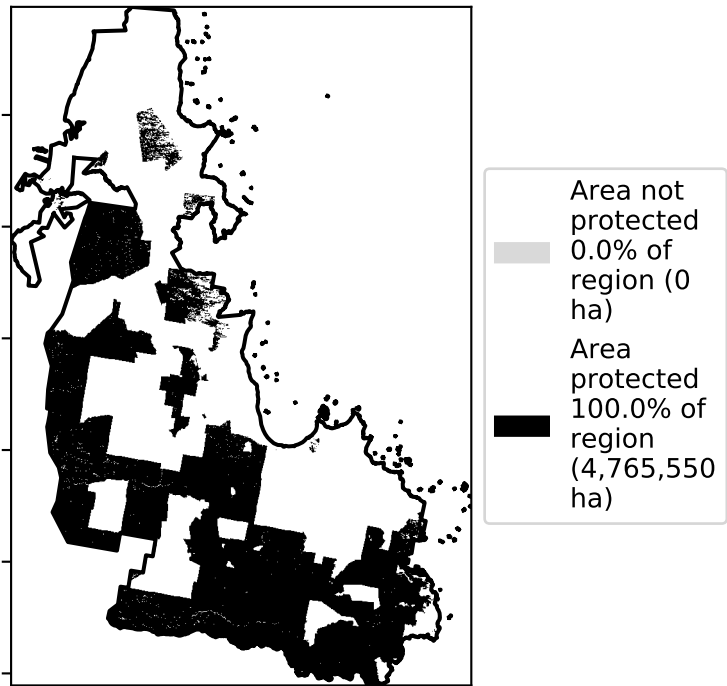 Area not
protected
0.0% of
region (0
ha)
Area
protected
100.0% of
region
(4,765,550
ha)